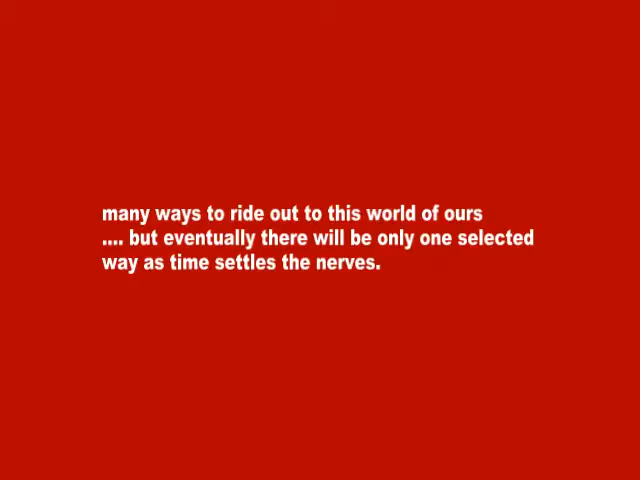 many ways to ride out to this world of ours
.... but eventually there will be only one selected
way as time settles the nerves.